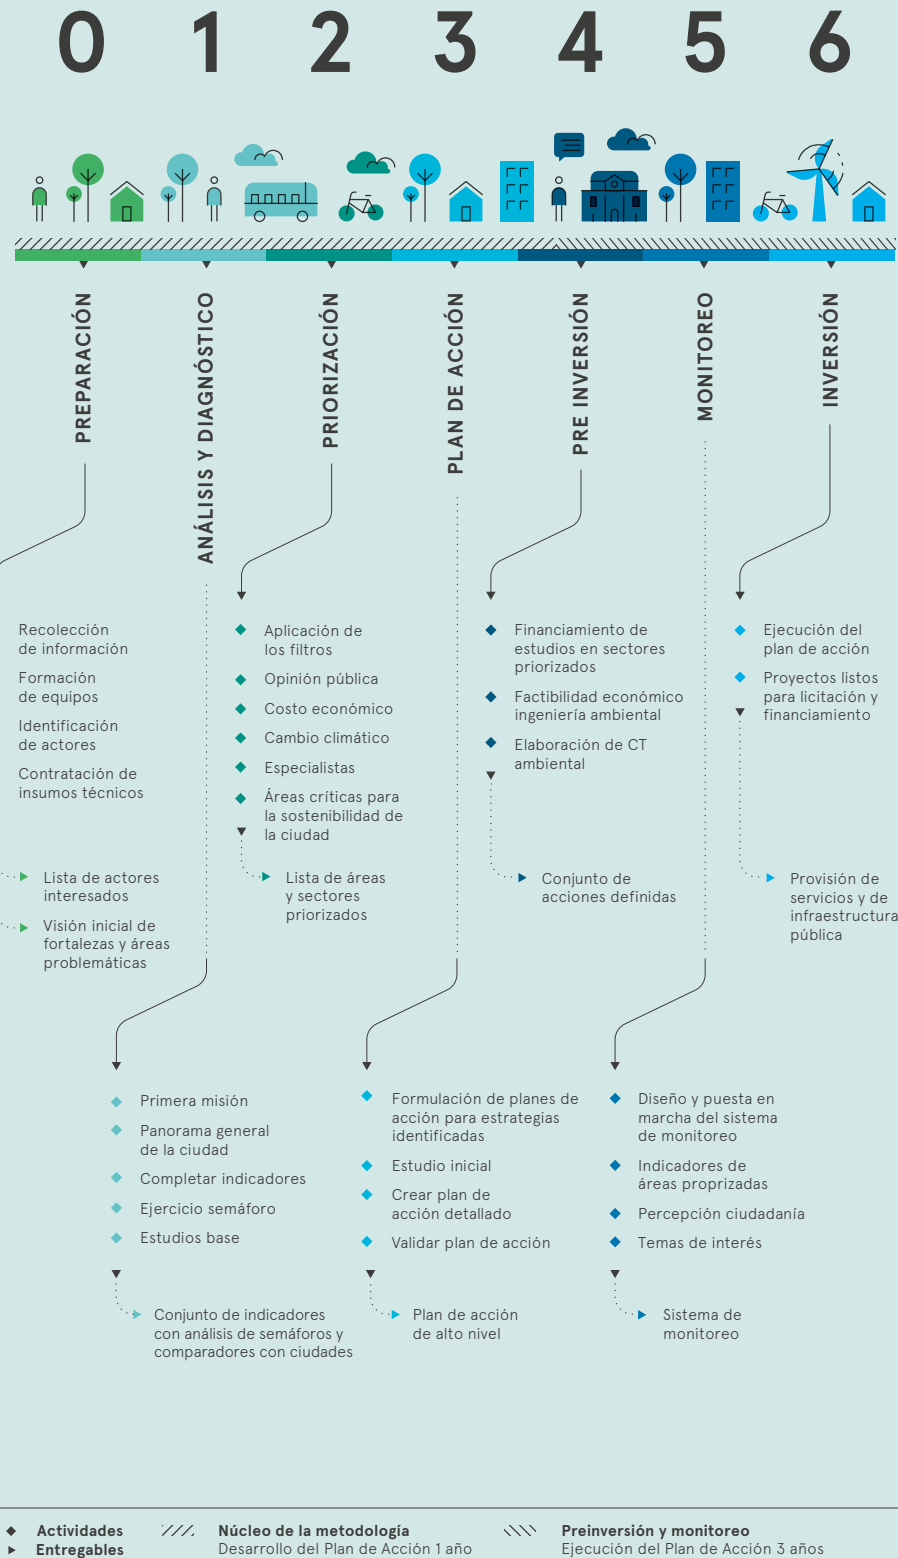 0 1 2 3 4 5 6
PREPARACIÓN
ANÁLISIS Y DIAGNÓSTICO
PRIORIZACIÓN
PLAN DE ACCIÓN
PRE INVERSIÓN
MONITOREO
INVERSIÓN
Recolección
de información
Formación
de equipos
Identificación
de actores
Contratación de
insumos técnicos
Lista de actores
interesados
Visión inicial de
fortalezas y áreas
problemáticas
Aplicación de
los filtros
Opinión pública
Costo económico
Cambio climático
Especialistas
Áreas críticas para
la sostenibilidad de
la ciudad
Lista de áreas
y sectores
priorizados
Financiamiento de
estudios en sectores
priorizados
Factibilidad económico
ingeniería ambiental
Elaboración de CT
ambiental
Conjunto de
acciones definidas
Ejecución del
plan de acción
Proyectos listos
para licitación y
financiamiento
Provisión de
servicios y de
infraestructura
pública
Primera misión
Panorama general
de la ciudad
Completar indicadores
Ejercicio semáforo
Estudios base
Conjunto de indicadores
con análisis de semáforos y
comparadores con ciudades
Formulación de planes de
acción para estrategias
identificadas
Estudio inicial
Crear plan de
acción detallado
Validar plan de acción
Plan de acción
de alto nivel
Diseño y puesta en
marcha del sistema
de monitoreo
Indicadores de
áreas proprizadas
Percepción ciudadanía
Temas de interés
Sistema de
monitoreo
Actividades
Entregables
Núcleo de la metodología
Desarrollo del Plan de Acción 1 año
Preinversión y monitoreo
Ejecución del Plan de Acción 3 años